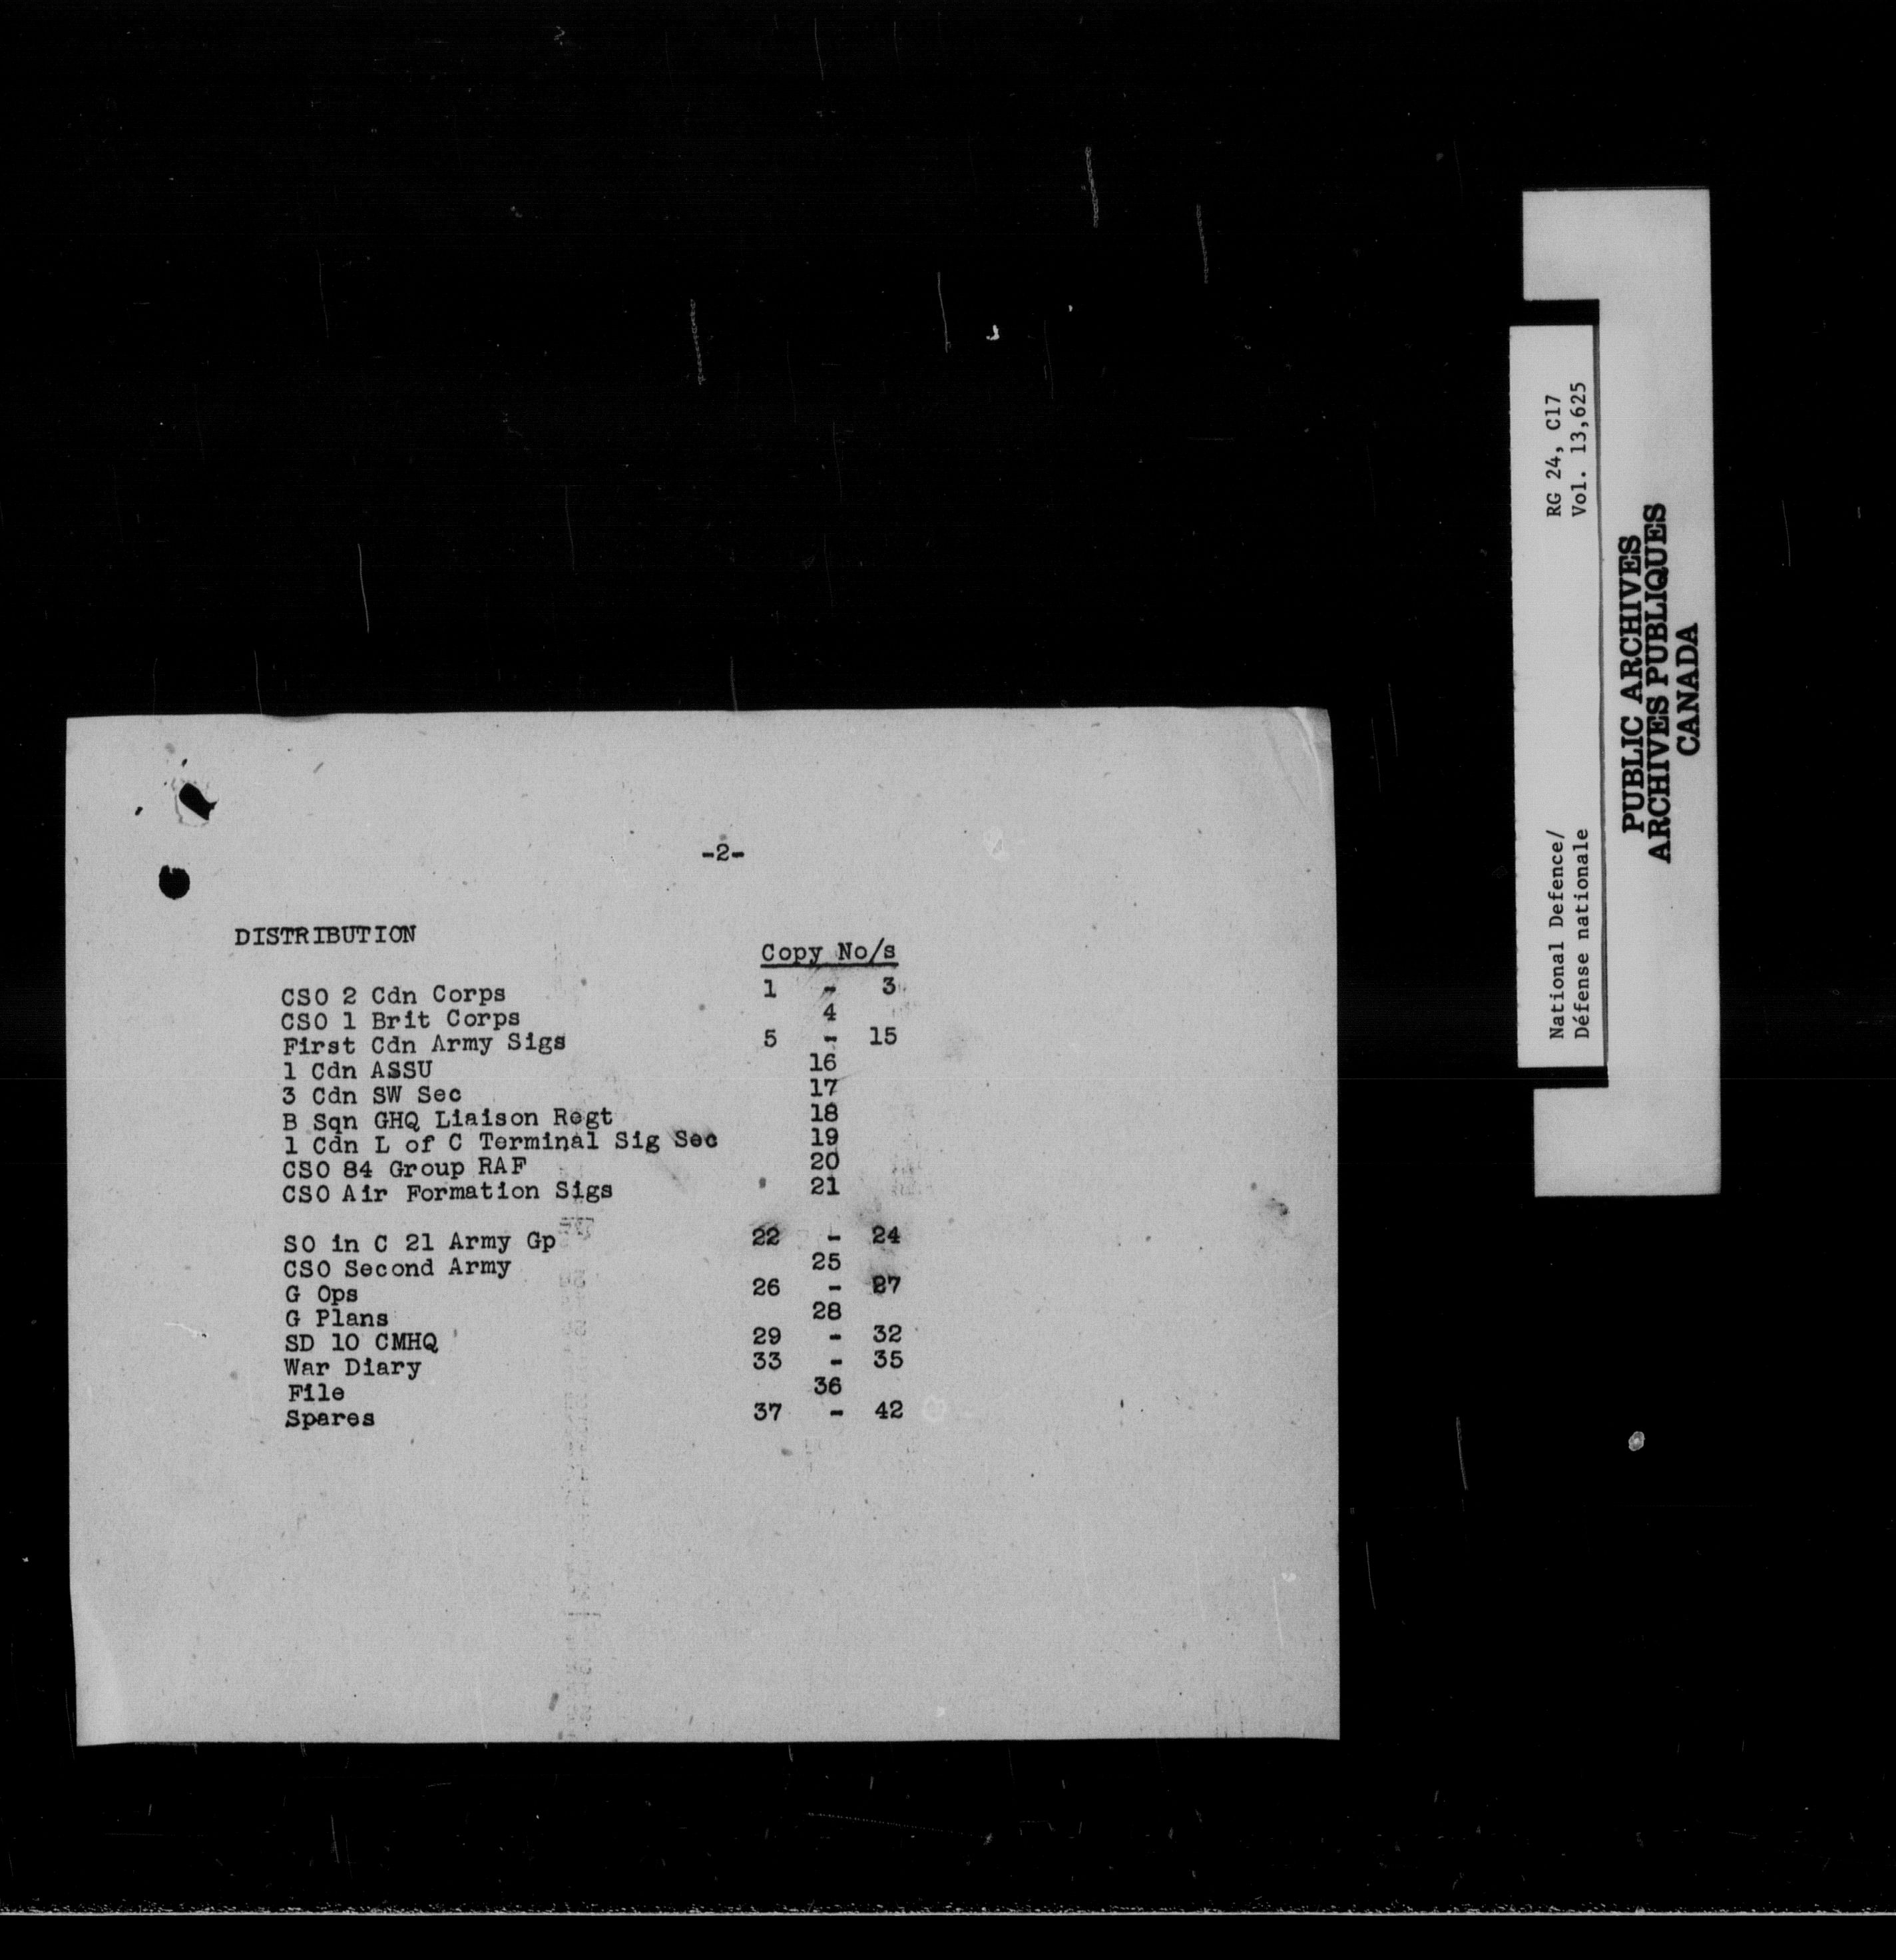 -2-
DISTRIBUTION
Copy No/s
CSO 2 Cdn Corps 1 - 3
CSO 1 Brit Corps 4
First Cdn Army Sigs 5 - 15
1 Cdn ASSU 16
3 Cdn SW Sec 17
B Sqn GHQ Liaison Regt 18
1 Cdn L of C Terminal Sig Sec 19
CSO 84 Group RAF 20
CSO Air Formation Sigs 21
SO in C 21 Army Gp 22 - 24
CSO Second Army 25
G Ops 26 - 27
G Plans 28
SD 10 CMHQ 29 - 32
War Diary 33 - 35
File 36
Spares 37 - 42
National Defence/ RG 24, C17
Défense nationale Vol. 13,625
PUBLIC ARCHIVES
ARCHIVES PUBLIQUES
CANADA